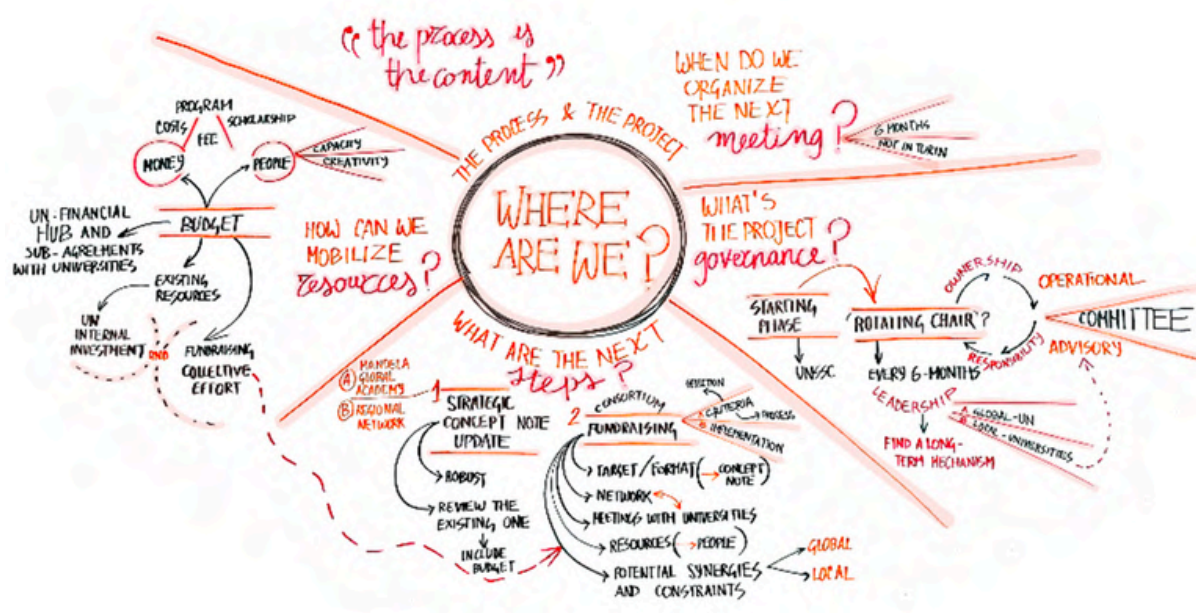 “the process is
the content”
THE PROCESS & THE PROJECT
WHERE
ARE WE?
WHEN DO WE
ORGANIZE
THE NEXT
meeting?
6 MONTHS
NOT IN TURIN
WHAT'S
THE PROJECT
governance?
STARTING
PHASE
UNSSC
"ROTATING CHAIR"?
EVERY 6-MONTHS
OWNERSHIP
RESPONSIBILITY
OPERATIONAL
COMMITTEE
ADVISORY
LEADERSHIP
GLOBAL-UN
LOCAL-UNIVERSITIES
FIND A LONG-
TERM MECHANISM
WHAT ARE THE NEXT
steps?
A MANDELA
GLOBAL
ACADEMY
B REGIONAL
NETWORK
1 STRATEGIC
CONCEPT NOTE
UPDATE
ROBUST
REVIEW THE
EXISTING ONE
INCLUDE
BUDGET
2 CONSORTIUM
FUNDRAISING
CRITERIA
PROCESS
IMPLEMENTATION
TARGET/FORMAT (→ CONCEPT
NOTE)
NETWORK
MEETINGS WITH UNIVERSITIES
RESOURCES (→ PEOPLE)
POTENTIAL SYNERGIES
AND CONSTRAINTS
GLOBAL
LOCAL
HOW CAN WE
MOBILIZE
resources?
PROGRAM
COSTS
FEE
SCHOLARSHIP
MONEY
PEOPLE
CAPACITY
CREATIVITY
BUDGET
UN-FINANCIAL
HUB AND
SUB-AGREEMENTS
WITH UNIVERSITIES
EXISTING
RESOURCES
UN
INTERNAL
INVESTMENT
AND
FUNDRAISING
COLLECTIVE
EFFORT